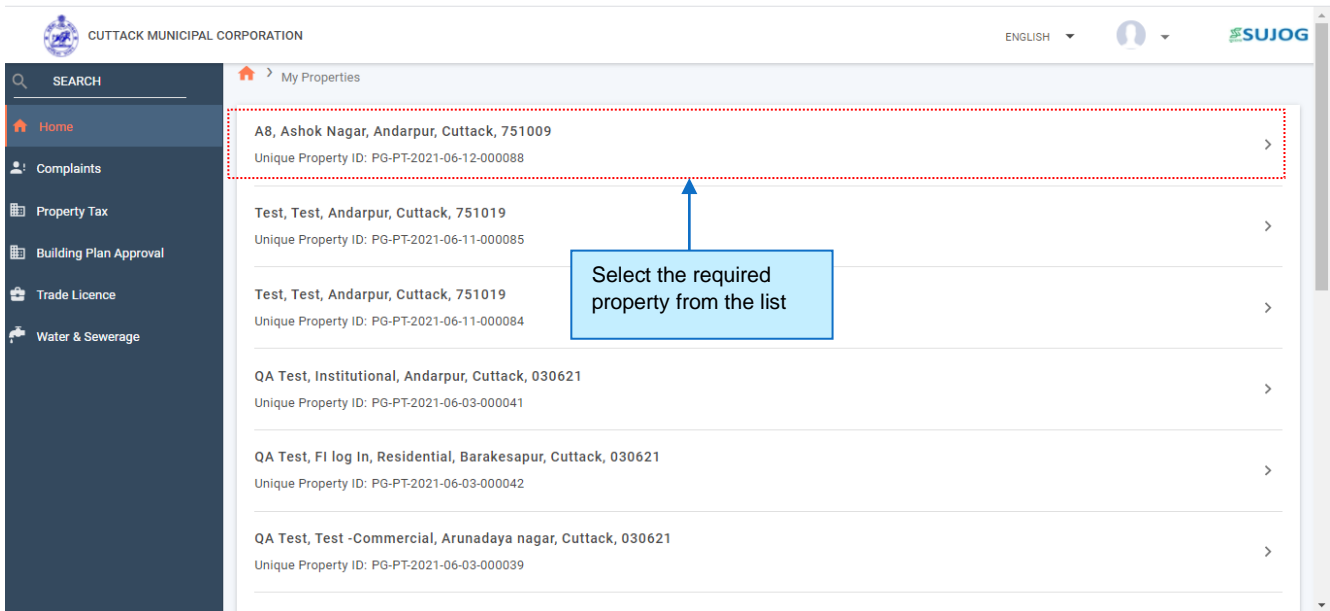 CUTTACK MUNICIPAL CORPORATION
ENGLISH
SUJOG
SEARCH
My Properties
Home
Complaints
Property Tax
Building Plan Approval
Trade Licence
Water & Sewerage
A8, Ashok Nagar, Andarpur, Cuttack, 751009
Unique Property ID: PG-PT-2021-06-12-000088
Test, Test, Andarpur, Cuttack, 751019
Unique Property ID: PG-PT-2021-06-11-000085
Select the required
property from the list
Test, Test, Andarpur, Cuttack, 751019
Unique Property ID: PG-PT-2021-06-11-000084
QA Test, Institutional, Andarpur, Cuttack, 030621
Unique Property ID: PG-PT-2021-06-03-000041
QA Test, FI log In, Residential, Barakesapur, Cuttack, 030621
Unique Property ID: PG-PT-2021-06-03-000042
QA Test, Test -Commercial, Arunadaya nagar, Cuttack, 030621
Unique Property ID: PG-PT-2021-06-03-000039